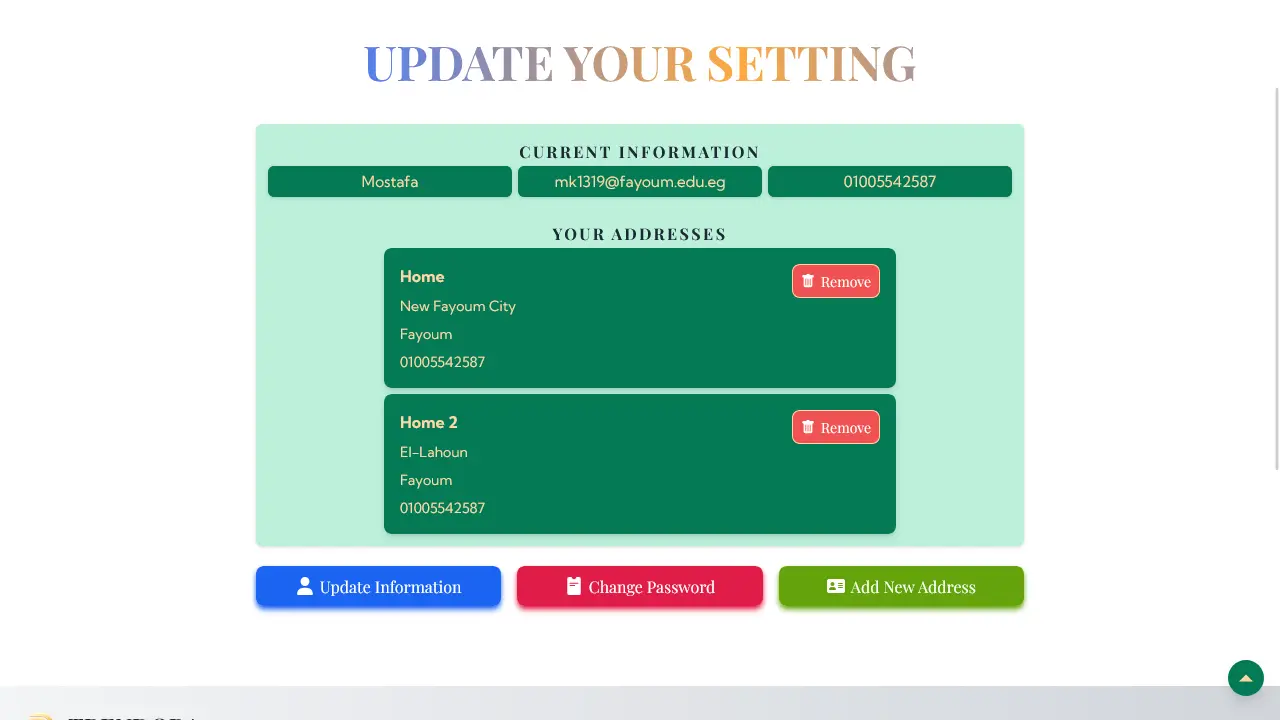 UPDATE YOUR SETTING
CURRENT INFORMATION
Mostafa
mk1319@fayoum.edu.eg
01005542587
YOUR ADDRESSES
Home
Remove
New Fayoum City
Fayoum
01005542587
Home 2
Remove
El-Lahoun
Fayoum
01005542587
Update Information
Change Password
Add New Address